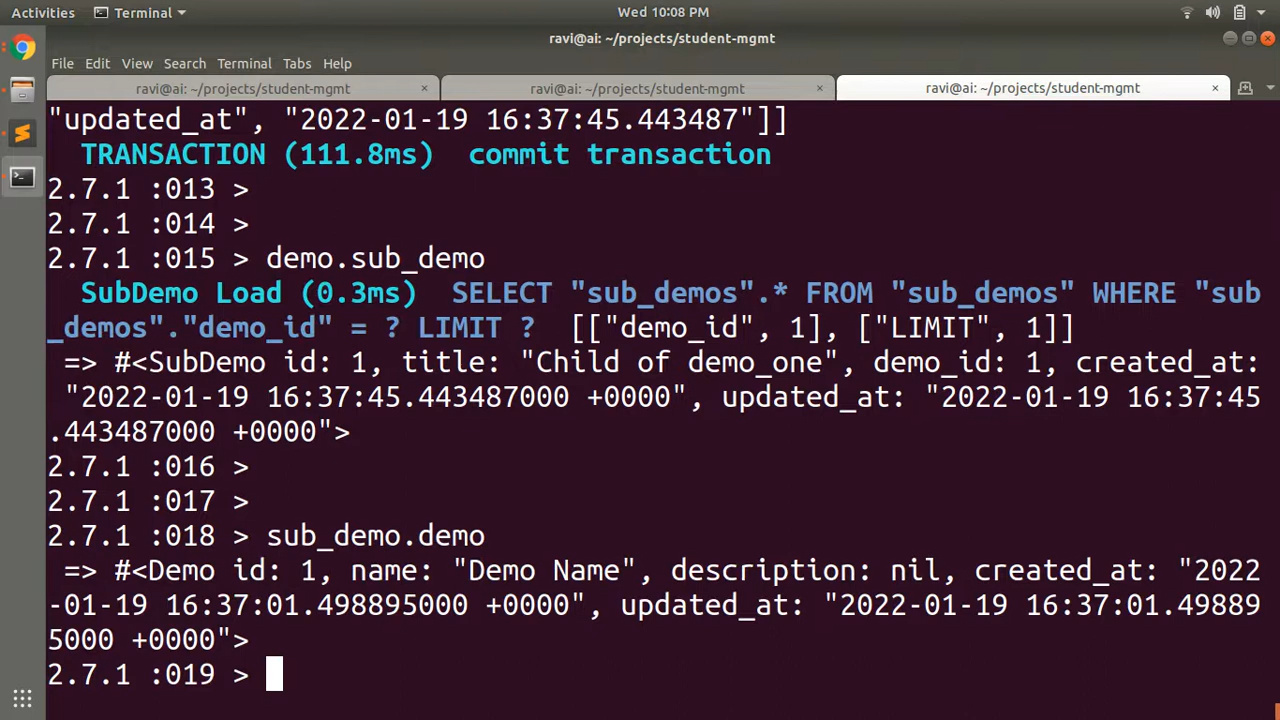 Activities Terminal Wed 10:08 PM
ravi@ai: ~/projects/student-mgmt
File Edit View Search Terminal Tabs Help
ravi@ai: ~/projects/student-mgmt × ravi@ai: ~/projects/student-mgmt × ravi@ai: ~/projects/student-mgmt ×
"updated_at", "2022-01-19 16:37:45.443487"]]
TRANSACTION (111.8ms) commit transaction
2.7.1 :013 >
2.7.1 :014 >
2.7.1 :015 > demo.sub_demo
SubDemo Load (0.3ms) SELECT "sub_demos".* FROM "sub_demos" WHERE "sub
_demos"."demo_id" = ? LIMIT ? [["demo_id", 1], ["LIMIT", 1]]
=> #<SubDemo id: 1, title: "Child of demo_one", demo_id: 1, created_at:
"2022-01-19 16:37:45.443487000 +0000", updated_at: "2022-01-19 16:37:45
.443487000 +0000">
2.7.1 :016 >
2.7.1 :017 >
2.7.1 :018 > sub_demo.demo
=> #<Demo id: 1, name: "Demo Name", description: nil, created_at: "2022
-01-19 16:37:01.498895000 +0000", updated_at: "2022-01-19 16:37:01.49889
5000 +0000">
2.7.1 :019 >